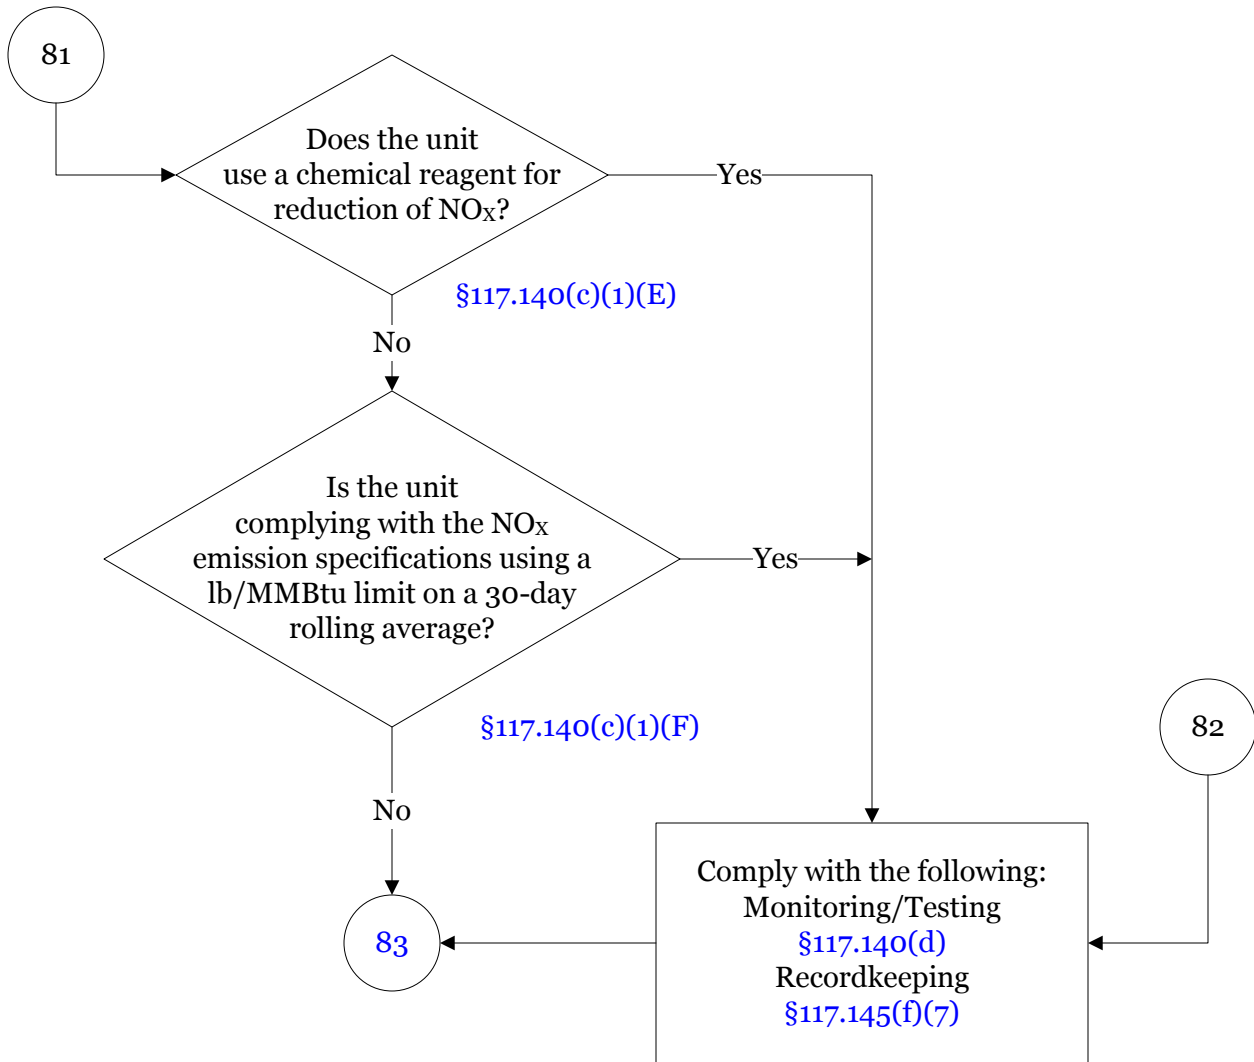 81
Does the unit
use a chemical reagent for
reduction of NOX?
Yes
§117.140(c)(1)(E)
No
Is the unit
complying with the NOX
emission specifications using a
lb/MMBtu limit on a 30-day
rolling average?
Yes
§117.140(c)(1)(F)
82
No
Comply with the following:
Monitoring/Testing
§117.140(d)
Recordkeeping
§117.145(f)(7)
83